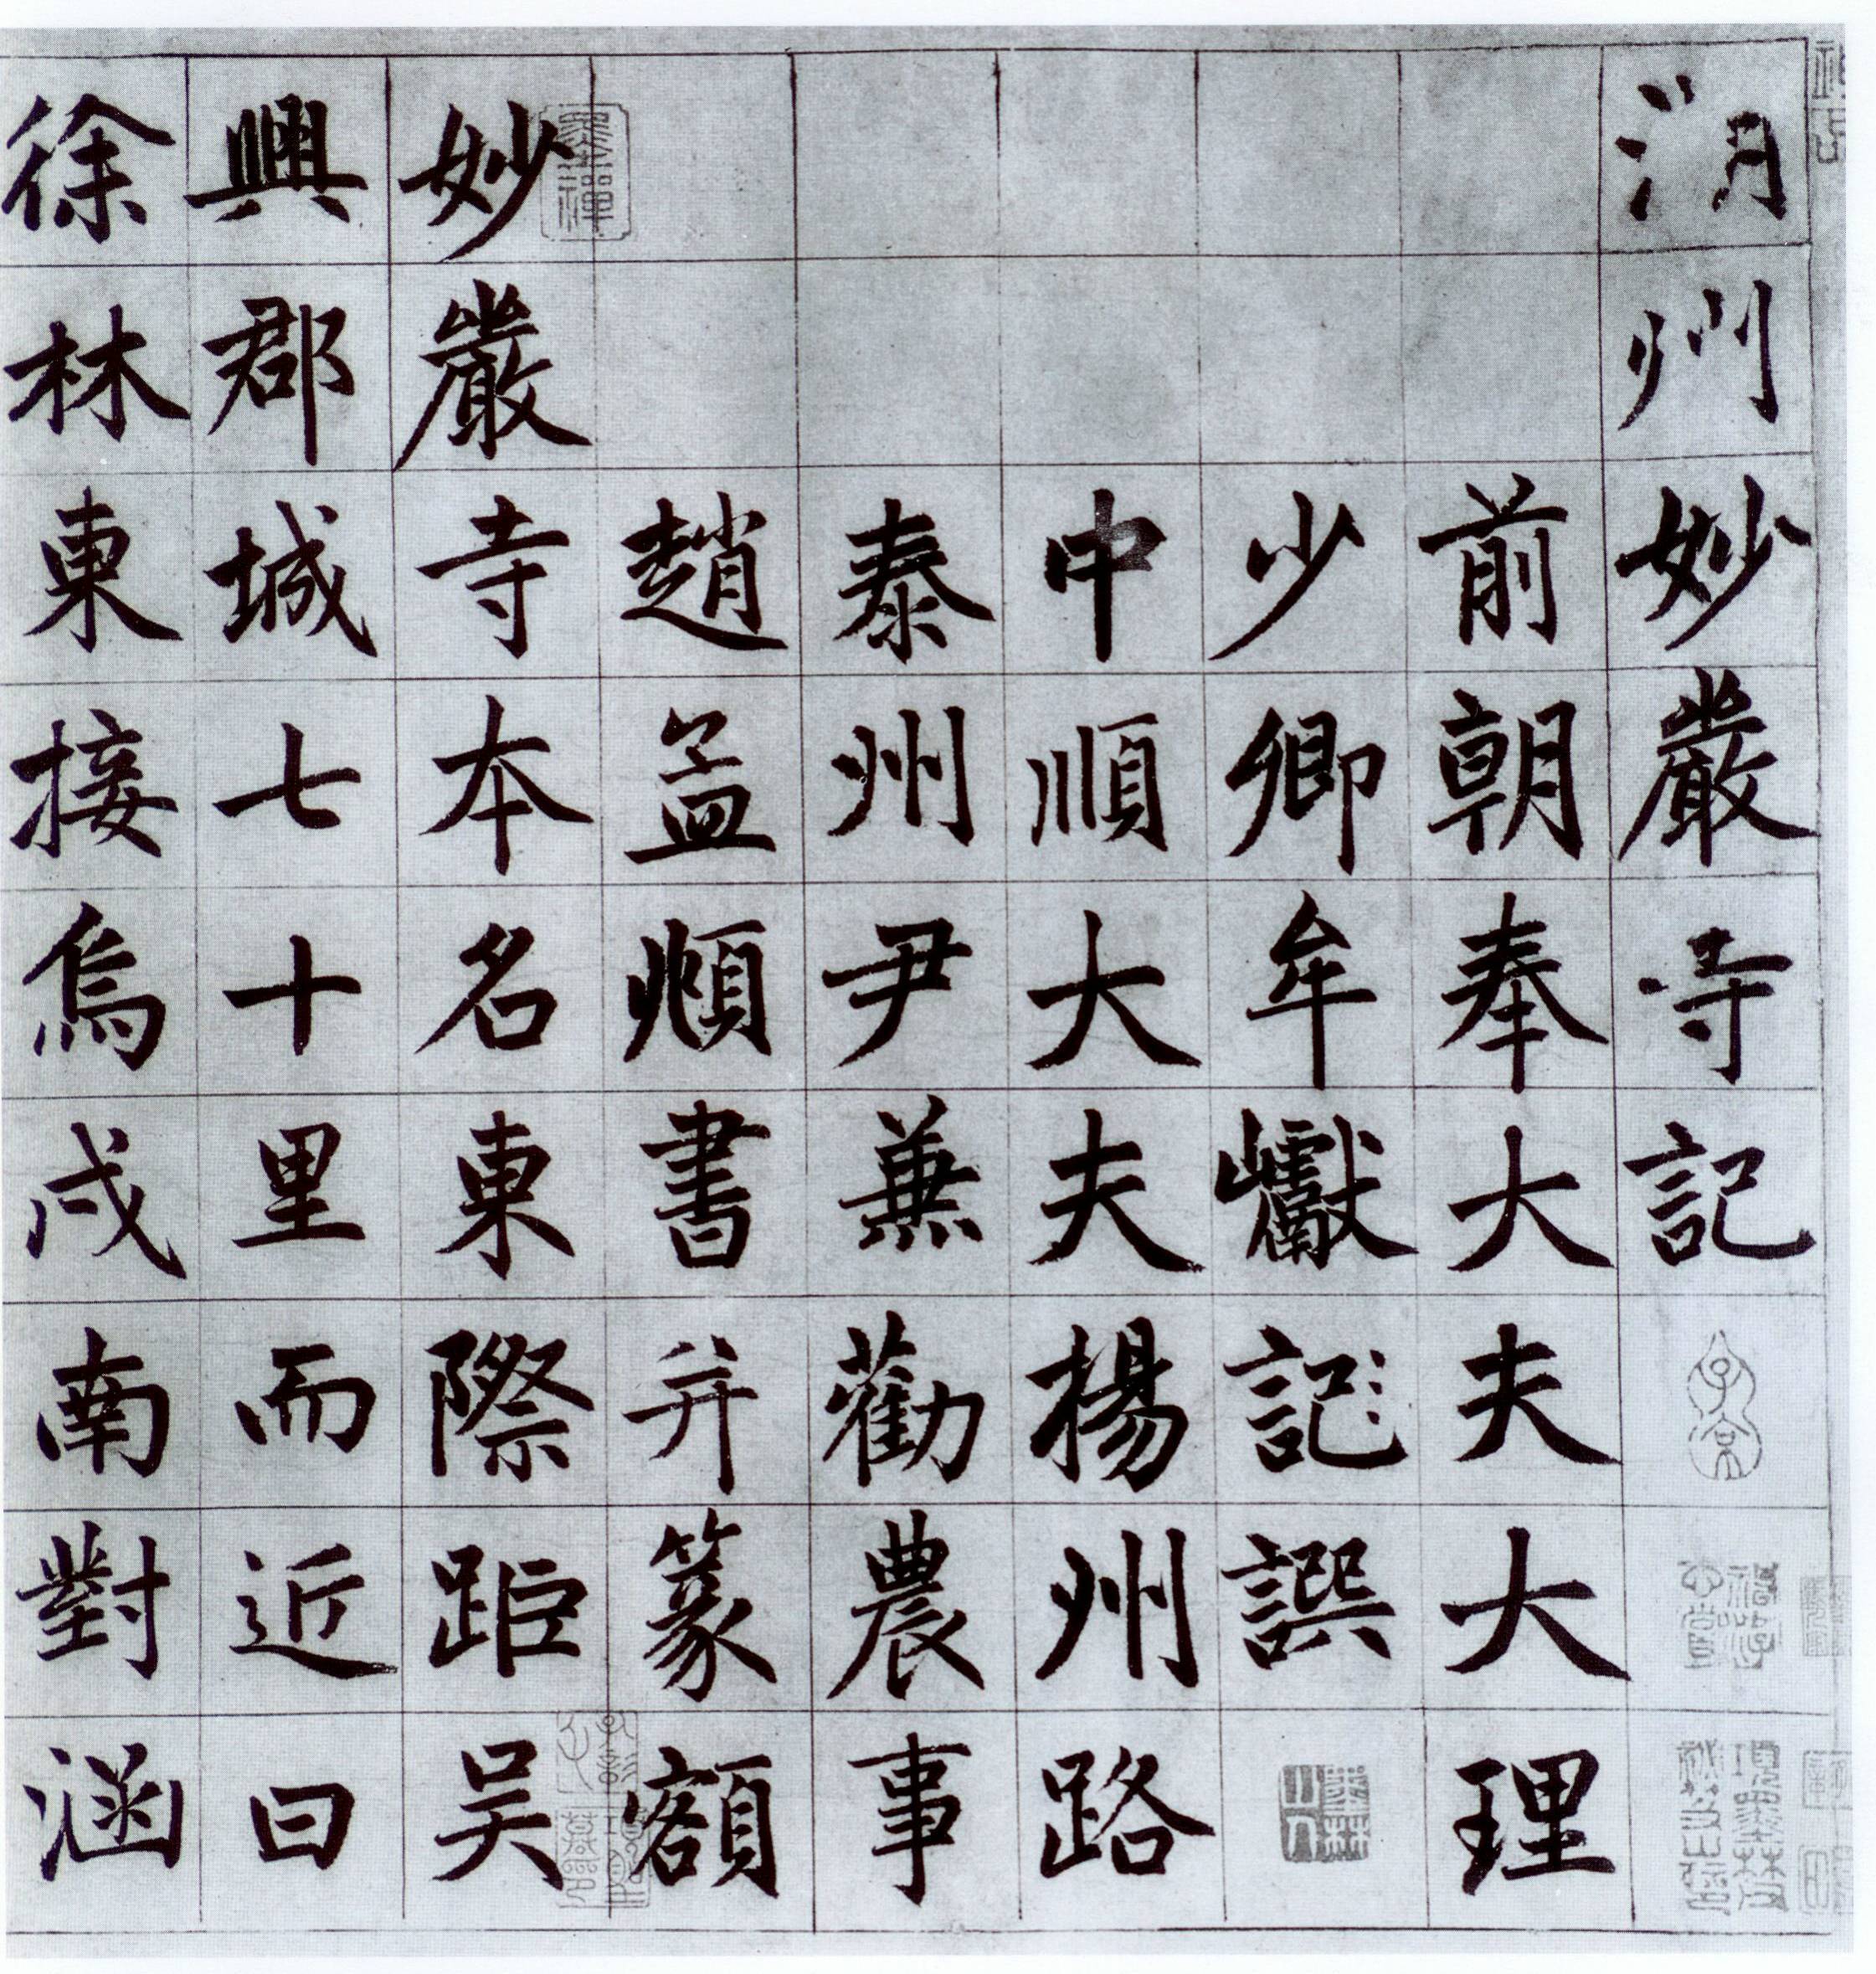 湖州妙嚴寺記
前朝奉大夫大理
少卿牟巘記譔
中順大夫揚州路
泰州尹兼勸農事
趙孟頫書并篆額
妙嚴寺本名東際距吳
興郡城七十里而近曰
徐林東接烏戍南對涵